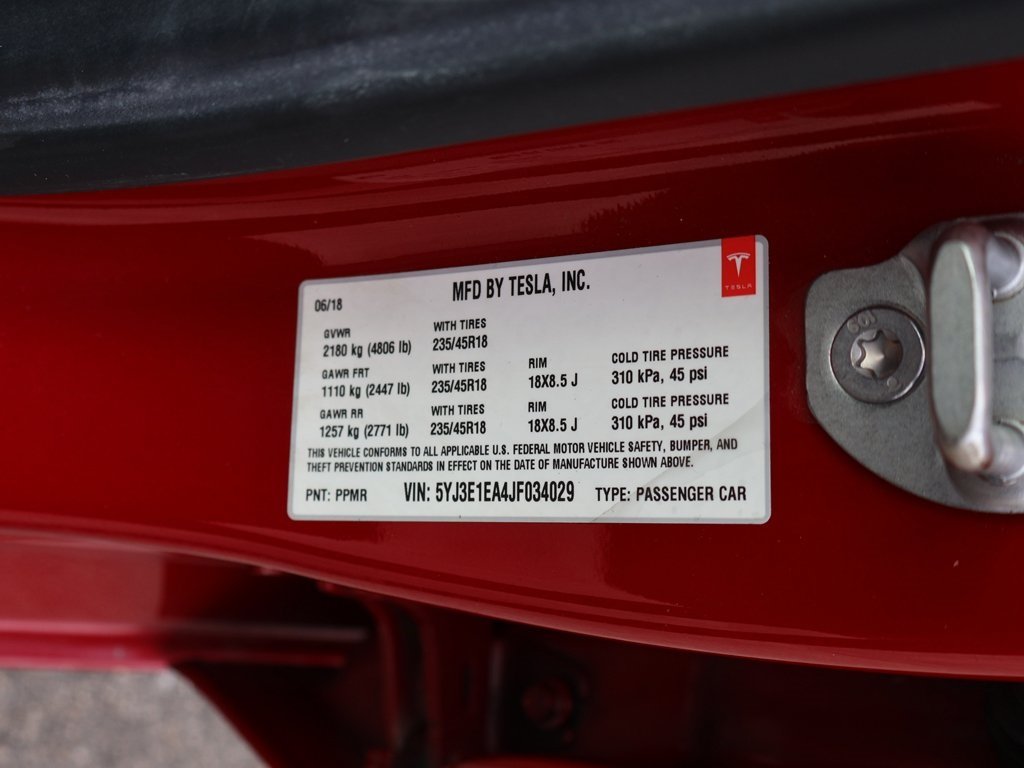 MFD BY TESLA, INC.
TESLA
06/18
GVWR WITH TIRES
2180 kg (4806 lb) 235/45R18
GAWR FRT WITH TIRES RIM COLD TIRE PRESSURE
1110 kg (2447 lb) 235/45R18 18X8.5 J 310 kPa, 45 psi
GAWR RR WITH TIRES RIM COLD TIRE PRESSURE
1257 kg (2771 lb) 235/45R18 18X8.5 J 310 kPa, 45 psi
THIS VEHICLE CONFORMS TO ALL APPLICABLE U.S. FEDERAL MOTOR VEHICLE SAFETY, BUMPER, AND
THEFT PREVENTION STANDARDS IN EFFECT ON THE DATE OF MANUFACTURE SHOWN ABOVE.
PNT: PPMR VIN: 5YJ3E1EA4JF034029 TYPE: PASSENGER CAR